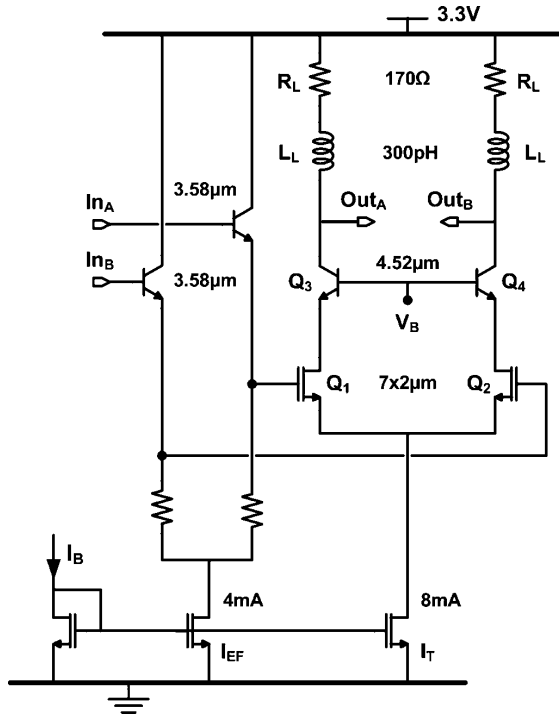 3.3V
R_L 170Ω R_L
L_L 300pH L_L
In_A 3.58µm Out_A Out_B
In_B 3.58µm Q_3 4.52µm Q_4
V_B
Q_1 7x2µm Q_2
I_B
4mA 8mA
I_EF I_T